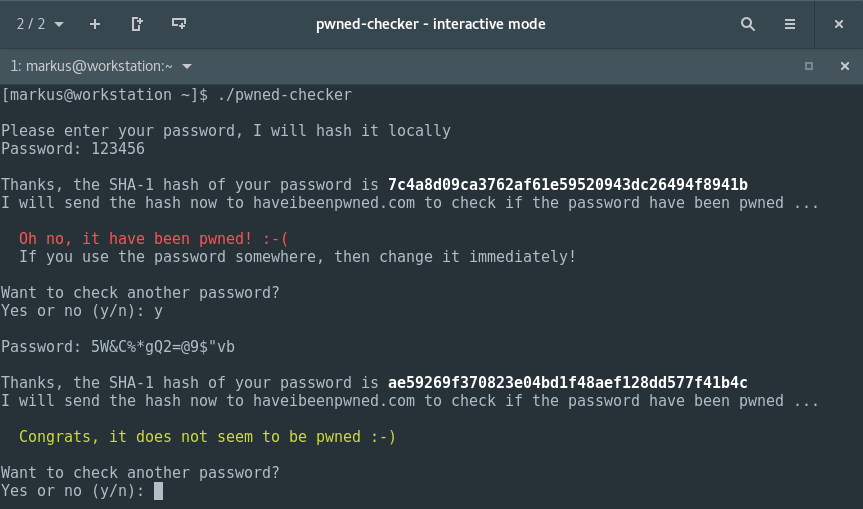 2 / 2
pwned-checker - interactive mode
1: markus@workstation:~
[markus@workstation ~]$ ./pwned-checker
Please enter your password, I will hash it locally
Password: 123456
Thanks, the SHA-1 hash of your password is 7c4a8d09ca3762af61e59520943dc26494f8941b
I will send the hash now to haveibeenpwned.com to check if the password have been pwned ...
Oh no, it have been pwned! :-(
If you use the password somewhere, then change it immediately!
Want to check another password?
Yes or no (y/n): y
Password: 5W&C%*gQ2=@9$"vb
Thanks, the SHA-1 hash of your password is ae59269f370823e04bd1f48aef128dd577f41b4c
I will send the hash now to haveibeenpwned.com to check if the password have been pwned ...
Congrats, it does not seem to be pwned :-)
Want to check another password?
Yes or no (y/n):